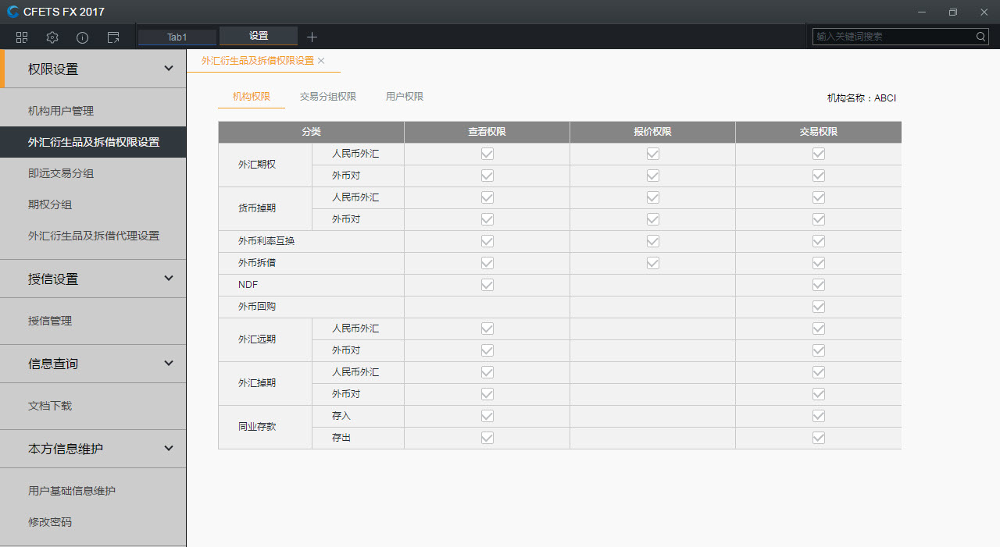 CFETS FX 2017
Tab1 设置
输入关键词搜索
权限设置
机构用户管理
外汇衍生品及拆借权限设置
即远交易分组
期权分组
外汇衍生品及拆借代理设置
授信设置
授信管理
信息查询
文档下载
本方信息维护
用户基础信息维护
修改密码
外汇衍生品及拆借权限设置
机构权限 交易分组权限 用户权限
机构名称：ABCI
分类 查看权限 报价权限 交易权限
外汇期权 人民币外汇
外币对
货币掉期 人民币外汇
外币对
外币利率互换
外币拆借
NDF
外币回购
外汇远期 人民币外汇
外币对
外汇掉期 人民币外汇
外币对
同业存款 存入
存出